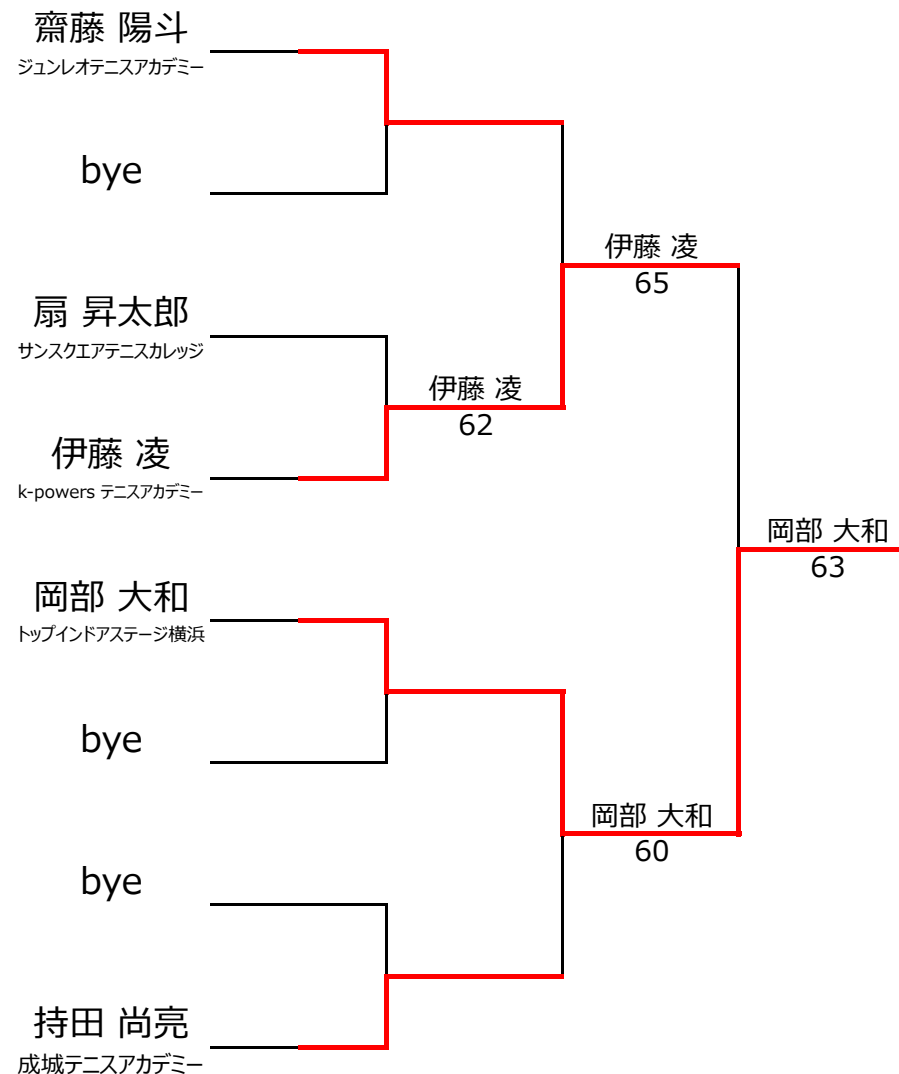 齋藤 陽斗
ジュンレオテニスアカデミー
bye
伊藤 凌
65
扇 昇太郎
サンスクエアテニスカレッジ
伊藤 凌
62
伊藤 凌
k-powers テニスアカデミー
岡部 大和
63
岡部 大和
トップインドアステージ横浜
bye
岡部 大和
60
bye
持田 尚亮
成城テニスアカデミー